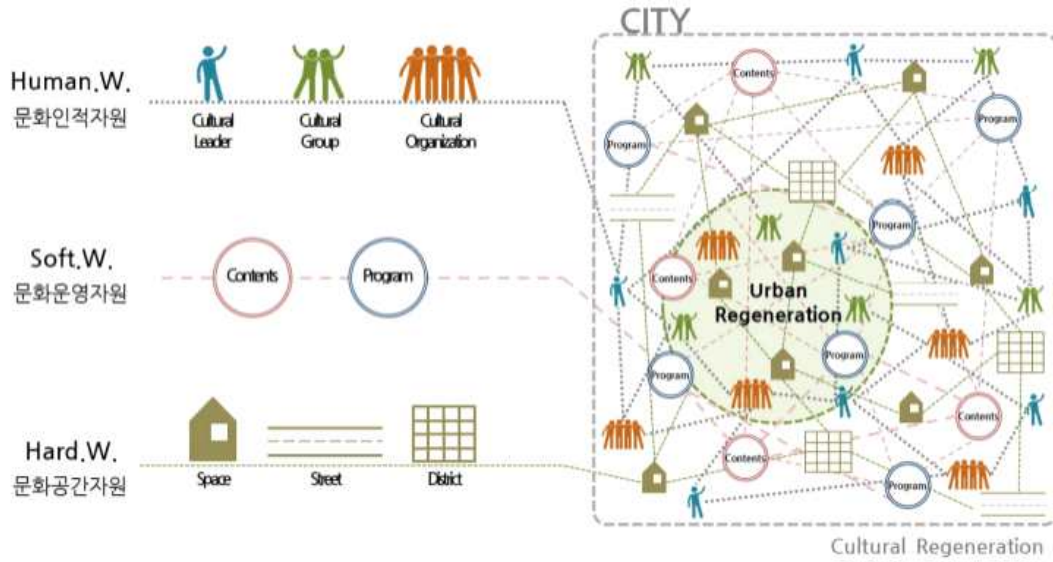 CITY
Human.W.
문화인적자원
Cultural
Leader
Cultural
Group
Cultural
Organization
Soft.W.
문화운영자원
Contents
Program
Hard.W.
문화공간자원
Space
Street
District
Contents
Program
Program
Program
Contents
Urban
Regeneration
Program
Program
Contents
Contents
Program
Cultural Regeneration